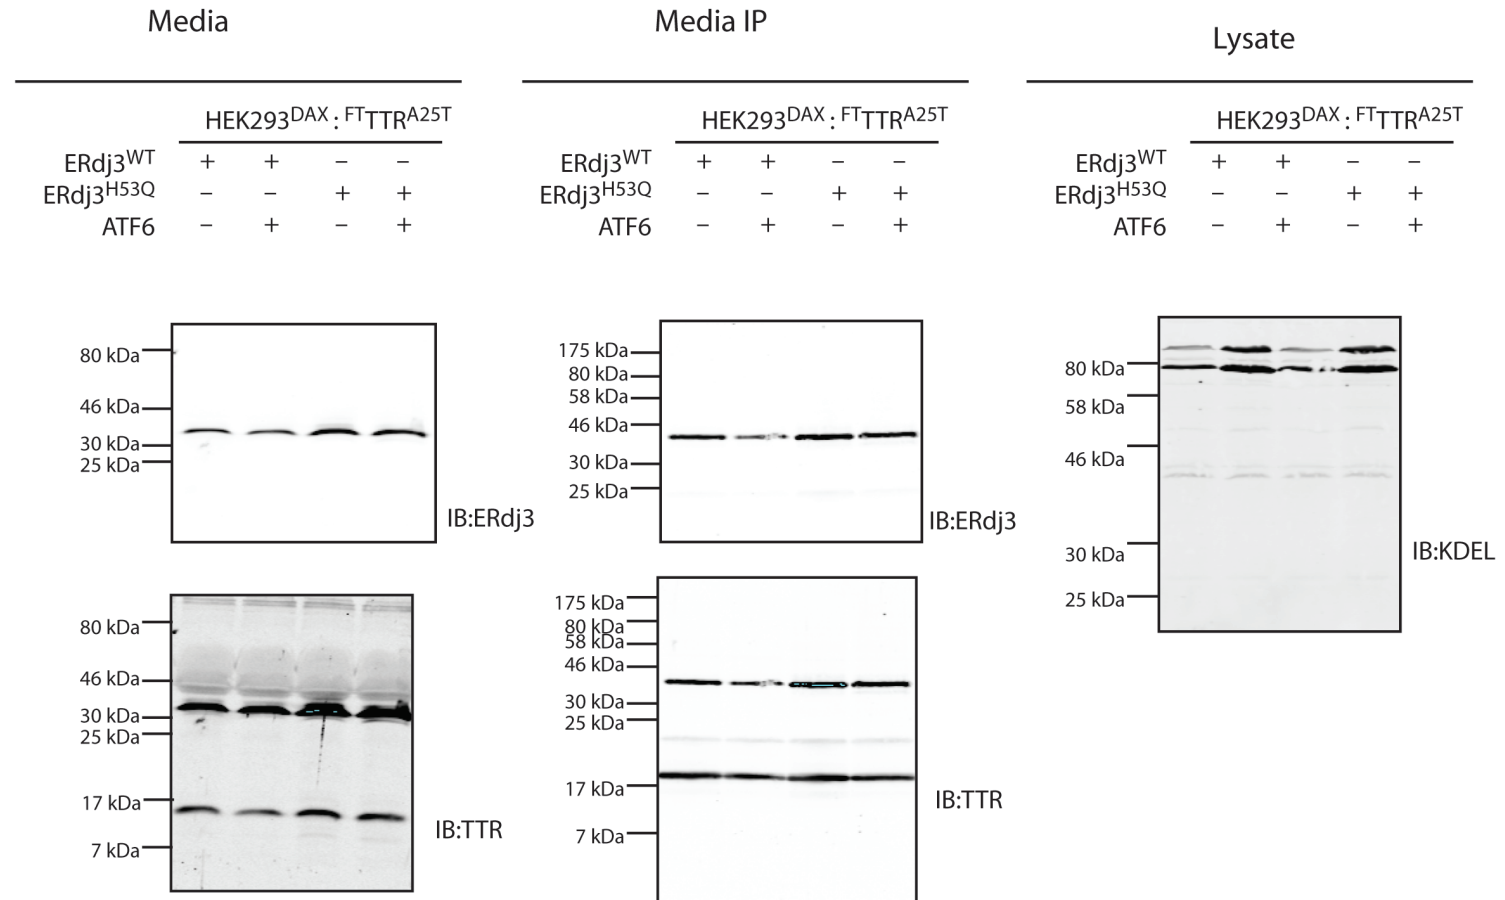 Media
HEK293DAX : FTTTRA25T
ERdj3WT + + – –
ERdj3H53Q – – + +
ATF6 – + – +
80 kDa
46 kDa
30 kDa
25 kDa
IB:ERdj3
80 kDa
46 kDa
30 kDa
25 kDa
17 kDa
7 kDa
IB:TTR
Media IP
HEK293DAX : FTTTRA25T
ERdj3WT + + – –
ERdj3H53Q – – + +
ATF6 – + – +
175 kDa
80 kDa
58 kDa
46 kDa
30 kDa
25 kDa
IB:ERdj3
175 kDa
80 kDa
58 kDa
46 kDa
30 kDa
25 kDa
17 kDa
7 kDa
IB:TTR
Lysate
HEK293DAX : FTTTRA25T
ERdj3WT + + – –
ERdj3H53Q – – + +
ATF6 – + – +
80 kDa
58 kDa
46 kDa
30 kDa
25 kDa
IB:KDEL